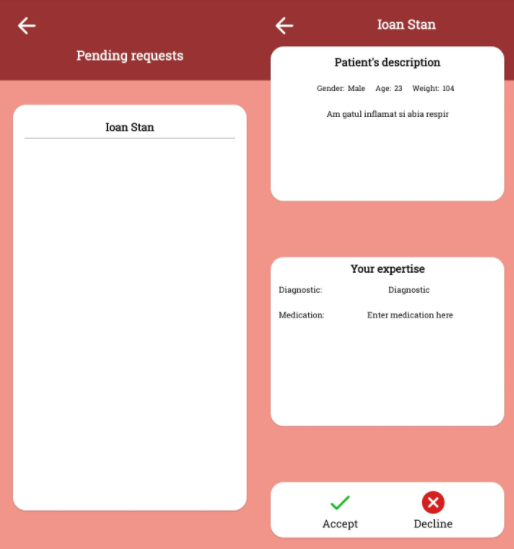 Pending requests
Ioan Stan
Ioan Stan
Patient's description
Gender: Male Age: 23 Weight: 104
Am gatul inflamat si abia respir
Your expertise
Diagnostic: Diagnostic
Medication: Enter medication here
Accept Decline